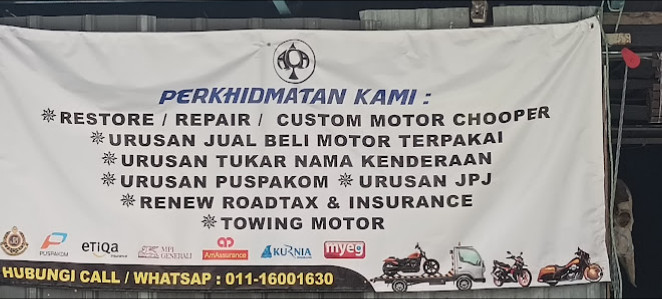 AQA
PERKHIDMATAN KAMI :
✵RESTORE / REPAIR / CUSTOM MOTOR CHOOPER
✵URUSAN JUAL BELI MOTOR TERPAKAI
✵URUSAN TUKAR NAMA KENDERAAN
✵URUSAN PUSPAKOM ✵URUSAN JPJ
✵RENEW ROADTAX & INSURANCE
✵TOWING MOTOR
PUSPAKOM etiQa MPI GENERALI AmAssurance KURNIA myeg
HUBUNGI CALL / WHATSAP : 011-16001630